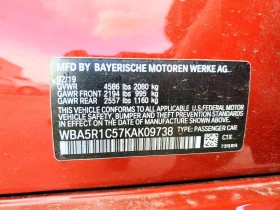 MFD BY BAYERISCHE MOTOREN WERKE AG
02/19
GVWR 4586 lbs 2080 kg
GAWR FRONT 2194 lbs 995 kg
GAWR REAR 2557 lbs 1160 kg
THIS VEHICLE CONFORMS TO ALL APPLICABLE
FEDERAL MOTOR VEHICLE SAFETY, BUMPER,
AND THEFT PREVENTION STANDARDS IN EFFECT
ON THE DATE OF MANUFACTURE SHOWN ABOVE.
WBA5R1C57KAK09738 TYPE: PASSENGER CAR
C1X